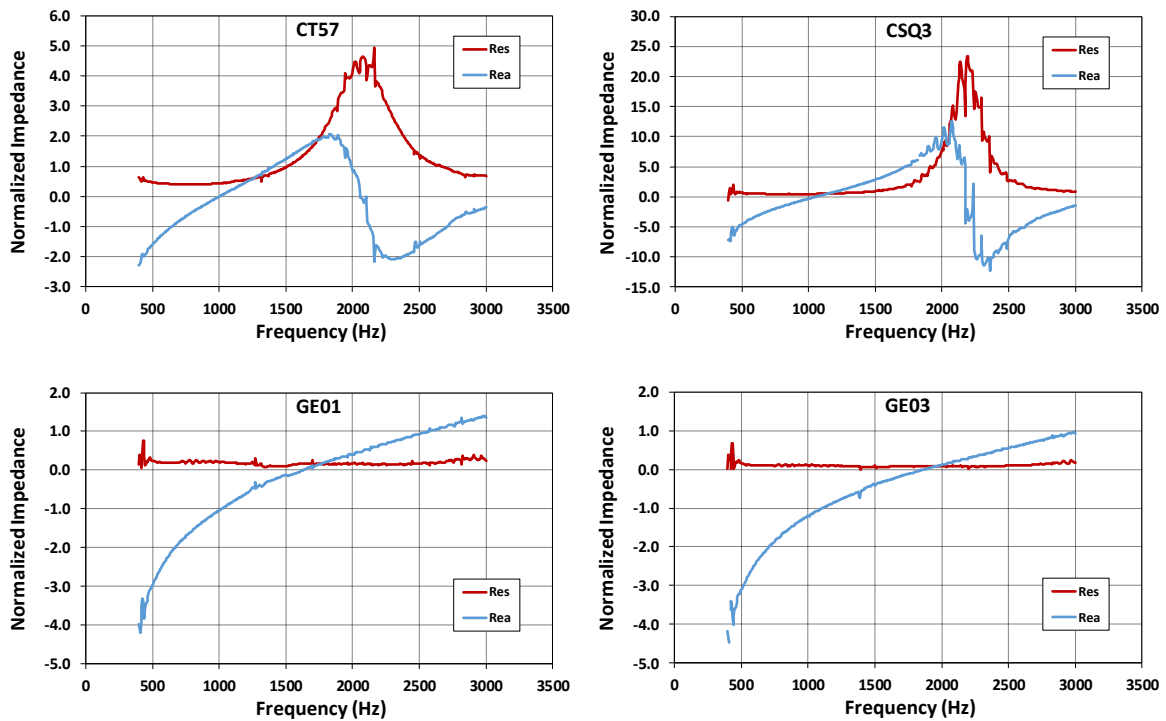 CT57
Normalized Impedance
6.0
5.0
4.0
3.0
2.0
1.0
0.0
-1.0
-2.0
-3.0
Res
Rea
0 500 1000 1500 2000 2500 3000 3500
Frequency (Hz)
CSQ3
Normalized Impedance
30.0
25.0
20.0
15.0
10.0
5.0
0.0
-5.0
-10.0
-15.0
Res
Rea
0 500 1000 1500 2000 2500 3000 3500
Frequency (Hz)
GE01
Normalized Impedance
2.0
1.0
0.0
-1.0
-2.0
-3.0
-4.0
-5.0
Res
Rea
0 500 1000 1500 2000 2500 3000 3500
Frequency (Hz)
GE03
Normalized Impedance
2.0
1.0
0.0
-1.0
-2.0
-3.0
-4.0
-5.0
Res
Rea
0 500 1000 1500 2000 2500 3000 3500
Frequency (Hz)